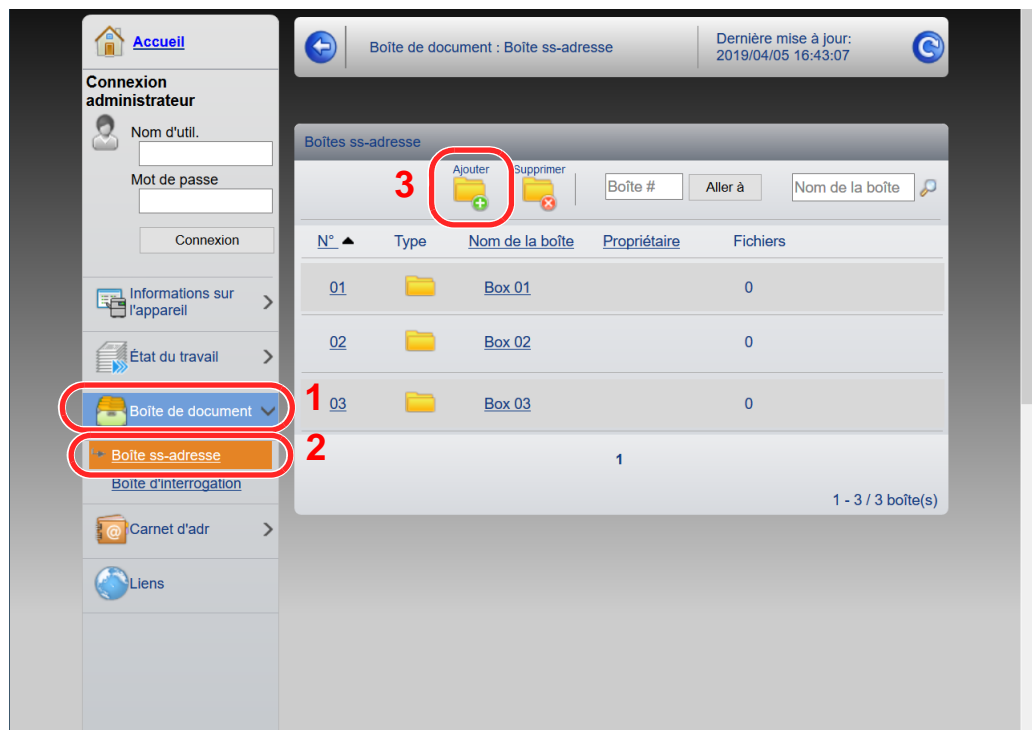 Accueil
Connexion
administrateur
Nom d'util.
Mot de passe
Connexion
Informations sur
l'appareil
État du travail
Boîte de document
1
Boîte ss-adresse
2
Boîte d'interrogation
Carnet d'adr
Liens
Boîte de document : Boîte ss-adresse
Dernière mise à jour:
2019/04/05 16:43:07
Boîtes ss-adresse
3
Ajouter
Supprimer
Boîte #
Aller à
Nom de la boîte
N° Type Nom de la boîte Propriétaire Fichiers
01 Box 01 0
02 Box 02 0
03 Box 03 0
1
1 - 3 / 3 boîte(s)